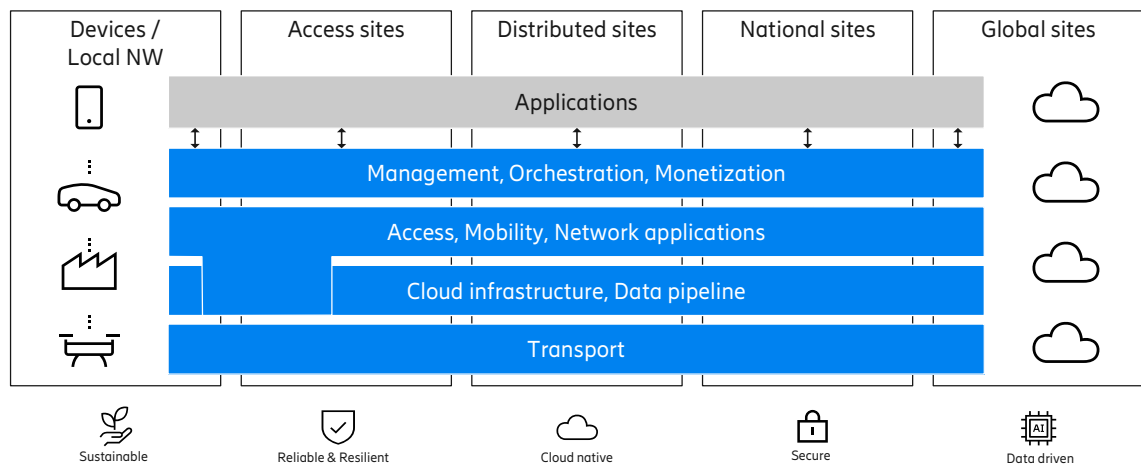 Devices /
Local NW
Access sites
Distributed sites
National sites
Global sites
Applications
Management, Orchestration, Monetization
Access, Mobility, Network applications
Cloud infrastructure, Data pipeline
Transport
Sustainable
Reliable & Resilient
Cloud native
Secure
AI
Data driven